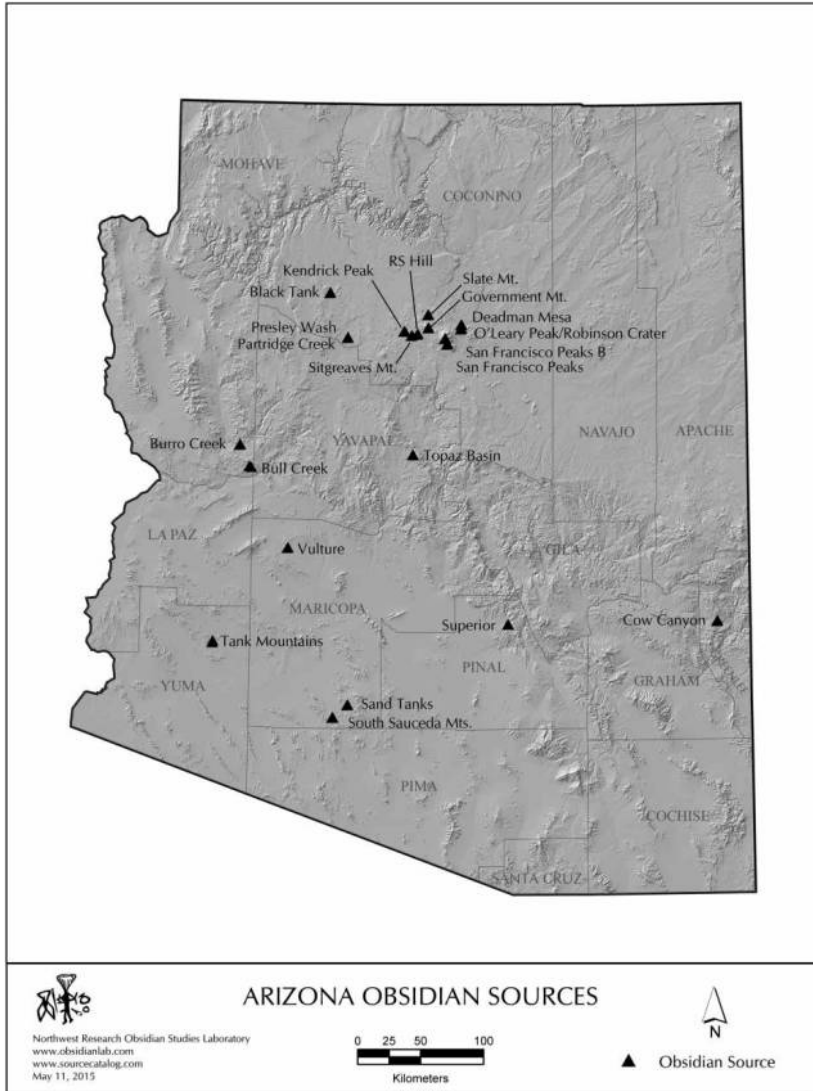 MOHAVE
COCONINO
RS Hill
Kendrick Peak
Slate Mt.
Black Tank
Government Mt.
Deadman Mesa
Presley Wash
O'Leary Peak/Robinson Crater
Partridge Creek
San Francisco Peaks B
Sitgreaves Mt.
San Francisco Peaks
NAVAJO
APACHE
Burro Creek
YAVAPAI
Topaz Basin
Bull Creek
LA PAZ
Vulture
GILA
MARICOPA
Superior
Cow Canyon
Tank Mountains
PINAL
GRAHAM
YUMA
Sand Tanks
South Sauceda Mts.
PIMA
COCHISE
SANTA CRUZ
ARIZONA OBSIDIAN SOURCES
Northwest Research Obsidian Studies Laboratory
www.obsidianlab.com
www.sourcecatalog.com
May 11, 2015
0 25 50 100
Kilometers
N
Obsidian Source